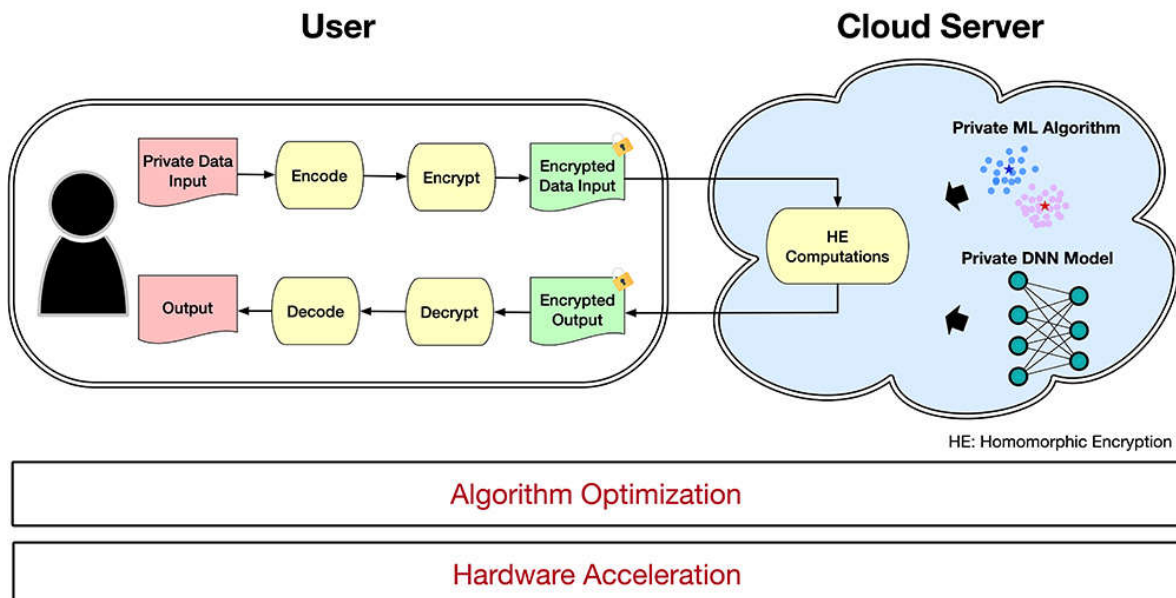 User
Cloud Server
Private Data
Input
Encode
Encrypt
Encrypted
Data Input
Output
Decode
Decrypt
Encrypted
Output
HE
Computations
Private ML Algorithm
Private DNN Model
HE: Homomorphic Encryption
Algorithm Optimization
Hardware Acceleration